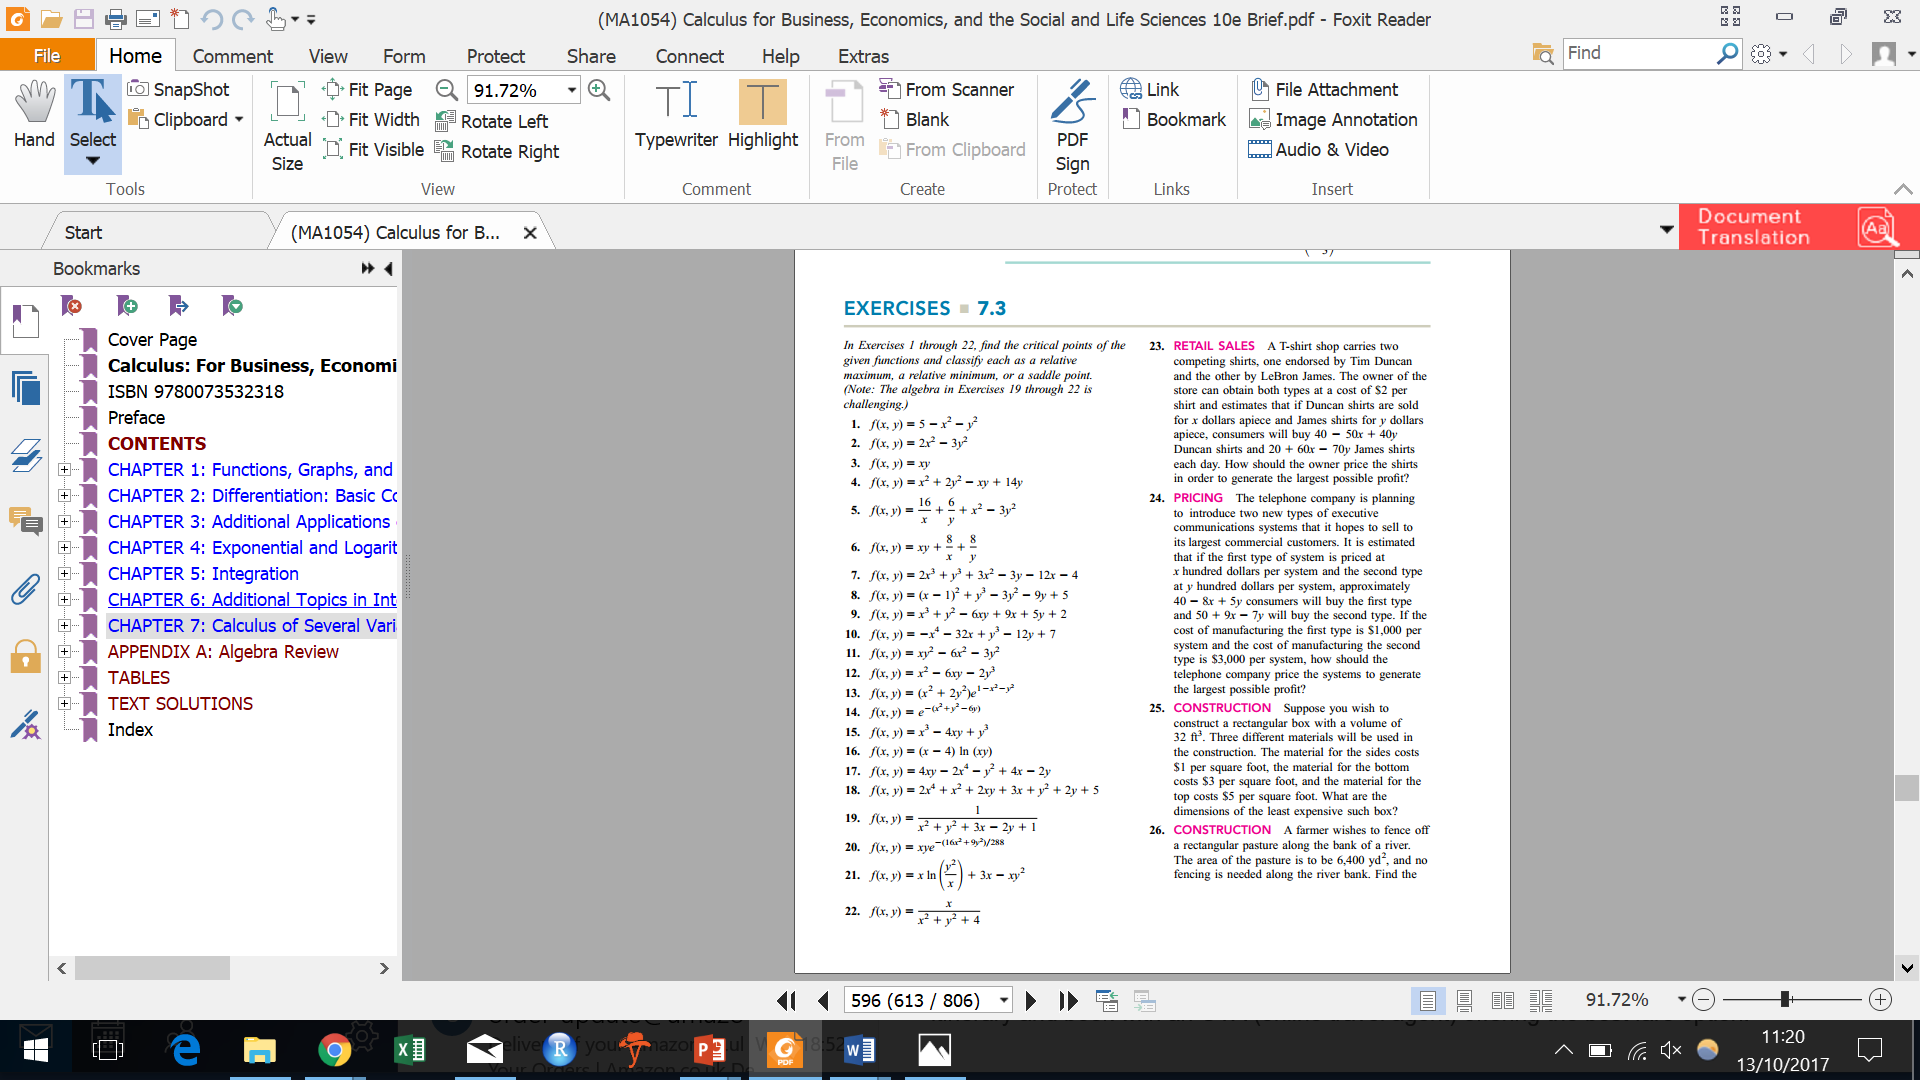 (MA1054) Calculus for Business, Economics, and the Social and Life Sciences 10e Brief.pdf - Foxit Reader
File Home Comment View Form Protect Share Connect Help Extras
Find
Hand
Select
SnapShot
Clipboard
Tools
Actual Size
Fit Page
Fit Width
Fit Visible
91.72%
Rotate Left
Rotate Right
View
Typewriter
Highlight
Comment
From File
From Scanner
Blank
From Clipboard
Create
PDF Sign
Protect
Link
Bookmark
Links
File Attachment
Image Annotation
Audio & Video
Insert
Start
(MA1054) Calculus for B...
Document Translation
Bookmarks
Cover Page
Calculus: For Business, Economi
ISBN 9780073532318
Preface
CONTENTS
CHAPTER 1: Functions, Graphs, and
CHAPTER 2: Differentiation: Basic Co
CHAPTER 3: Additional Applications
CHAPTER 4: Exponential and Logarit
CHAPTER 5: Integration
CHAPTER 6: Additional Topics in Int
CHAPTER 7: Calculus of Several Vari
APPENDIX A: Algebra Review
TABLES
TEXT SOLUTIONS
Index
EXERCISES ■ 7.3
In Exercises 1 through 22, find the critical points of the
given functions and classify each as a relative
maximum, a relative minimum, or a saddle point.
(Note: The algebra in Exercises 19 through 22 is
challenging.)
1. f(x, y) = 5 − x² − y²
2. f(x, y) = 2x² − 3y²
3. f(x, y) = xy
4. f(x, y) = x² + 2y² − xy + 14y
5. f(x, y) = 16/x + 6/y + x² − 3y²
6. f(x, y) = xy + 8/x + 8/y
7. f(x, y) = 2x³ + y³ + 3x² − 3y − 12x − 4
8. f(x, y) = (x − 1)² + y³ − 3y² − 9y + 5
9. f(x, y) = x³ + y² − 6xy + 9x + 5y + 2
10. f(x, y) = −x⁴ − 32x + y³ − 12y + 7
11. f(x, y) = xy² − 6x² − 3y²
12. f(x, y) = x² − 6xy − 2y³
13. f(x, y) = (x² + 2y²)e^(1−x²−y²)
14. f(x, y) = e^−(x²+y²−6y)
15. f(x, y) = x³ − 4xy + y³
16. f(x, y) = (x − 4) ln (xy)
17. f(x, y) = 4xy − 2x⁴ − y² + 4x − 2y
18. f(x, y) = 2x⁴ + x² + 2xy + 3x + y² + 2y + 5
19. f(x, y) = 1/(x² + y² + 3x − 2y + 1)
20. f(x, y) = xye^−(16x²+9y²)/288
21. f(x, y) = x ln (y²/x) + 3x − xy²
22. f(x, y) = x/(x² + y² + 4)
23. RETAIL SALES A T-shirt shop carries two
competing shirts, one endorsed by Tim Duncan
and the other by LeBron James. The owner of the
store can obtain both types at a cost of $2 per
shirt and estimates that if Duncan shirts are sold
for x dollars apiece and James shirts for y dollars
apiece, consumers will buy 40 − 50x + 40y
Duncan shirts and 20 + 60x − 70y James shirts
each day. How should the owner price the shirts
in order to generate the largest possible profit?
24. PRICING The telephone company is planning
to introduce two new types of executive
communications systems that it hopes to sell to
its largest commercial customers. It is estimated
that if the first type of system is priced at
x hundred dollars per system and the second type
at y hundred dollars per system, approximately
40 − 8x + 5y consumers will buy the first type
and 50 + 9x − 7y will buy the second type. If the
cost of manufacturing the first type is $1,000 per
system and the cost of manufacturing the second
type is $3,000 per system, how should the
telephone company price the systems to generate
the largest possible profit?
25. CONSTRUCTION Suppose you wish to
construct a rectangular box with a volume of
32 ft³. Three different materials will be used in
the construction. The material for the sides costs
$1 per square foot, the material for the bottom
costs $3 per square foot, and the material for the
top costs $5 per square foot. What are the
dimensions of the least expensive such box?
26. CONSTRUCTION A farmer wishes to fence off
a rectangular pasture along the bank of a river.
The area of the pasture is to be 6,400 yd², and no
fencing is needed along the river bank. Find the
596 (613 / 806)
91.72%
11:20
13/10/2017